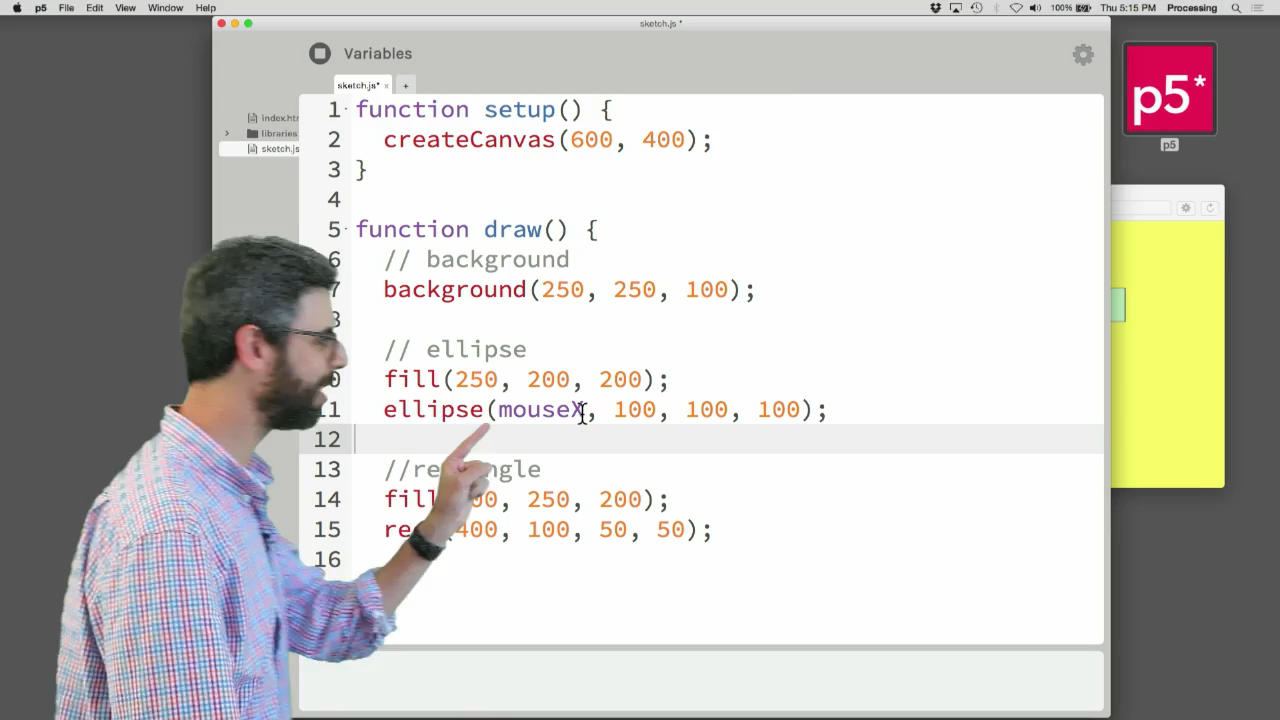 p5 File Edit View Window Help 100% Thu 5:15 PM Processing
sketch.js *
Variables
sketch.js* × +
index.htm
libraries
sketch.js
1 function setup() {
2 createCanvas(600, 400);
3 }
4
5 function draw() {
6 // background
7 background(250, 250, 100);
8
// ellipse
10 fill(250, 200, 200);
11 ellipse(mouseX, 100, 100, 100);
12
13 //rectangle
14 fill(200, 250, 200);
15 rect(400, 100, 50, 50);
16
p5*
p5